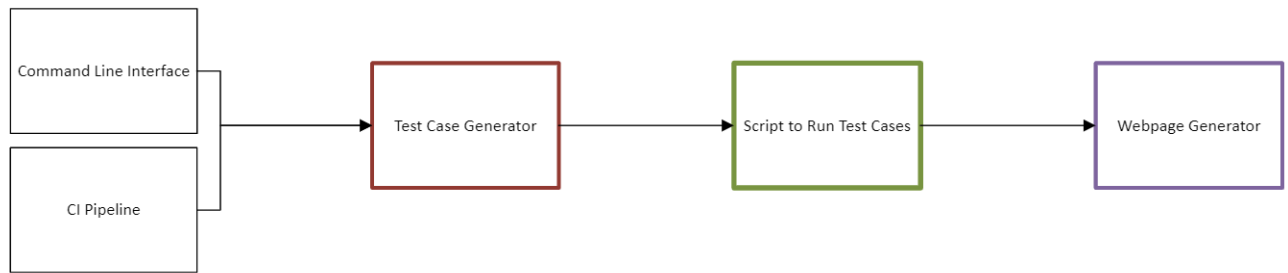 Command Line Interface
CI Pipeline
Test Case Generator
Script to Run Test Cases
Webpage Generator